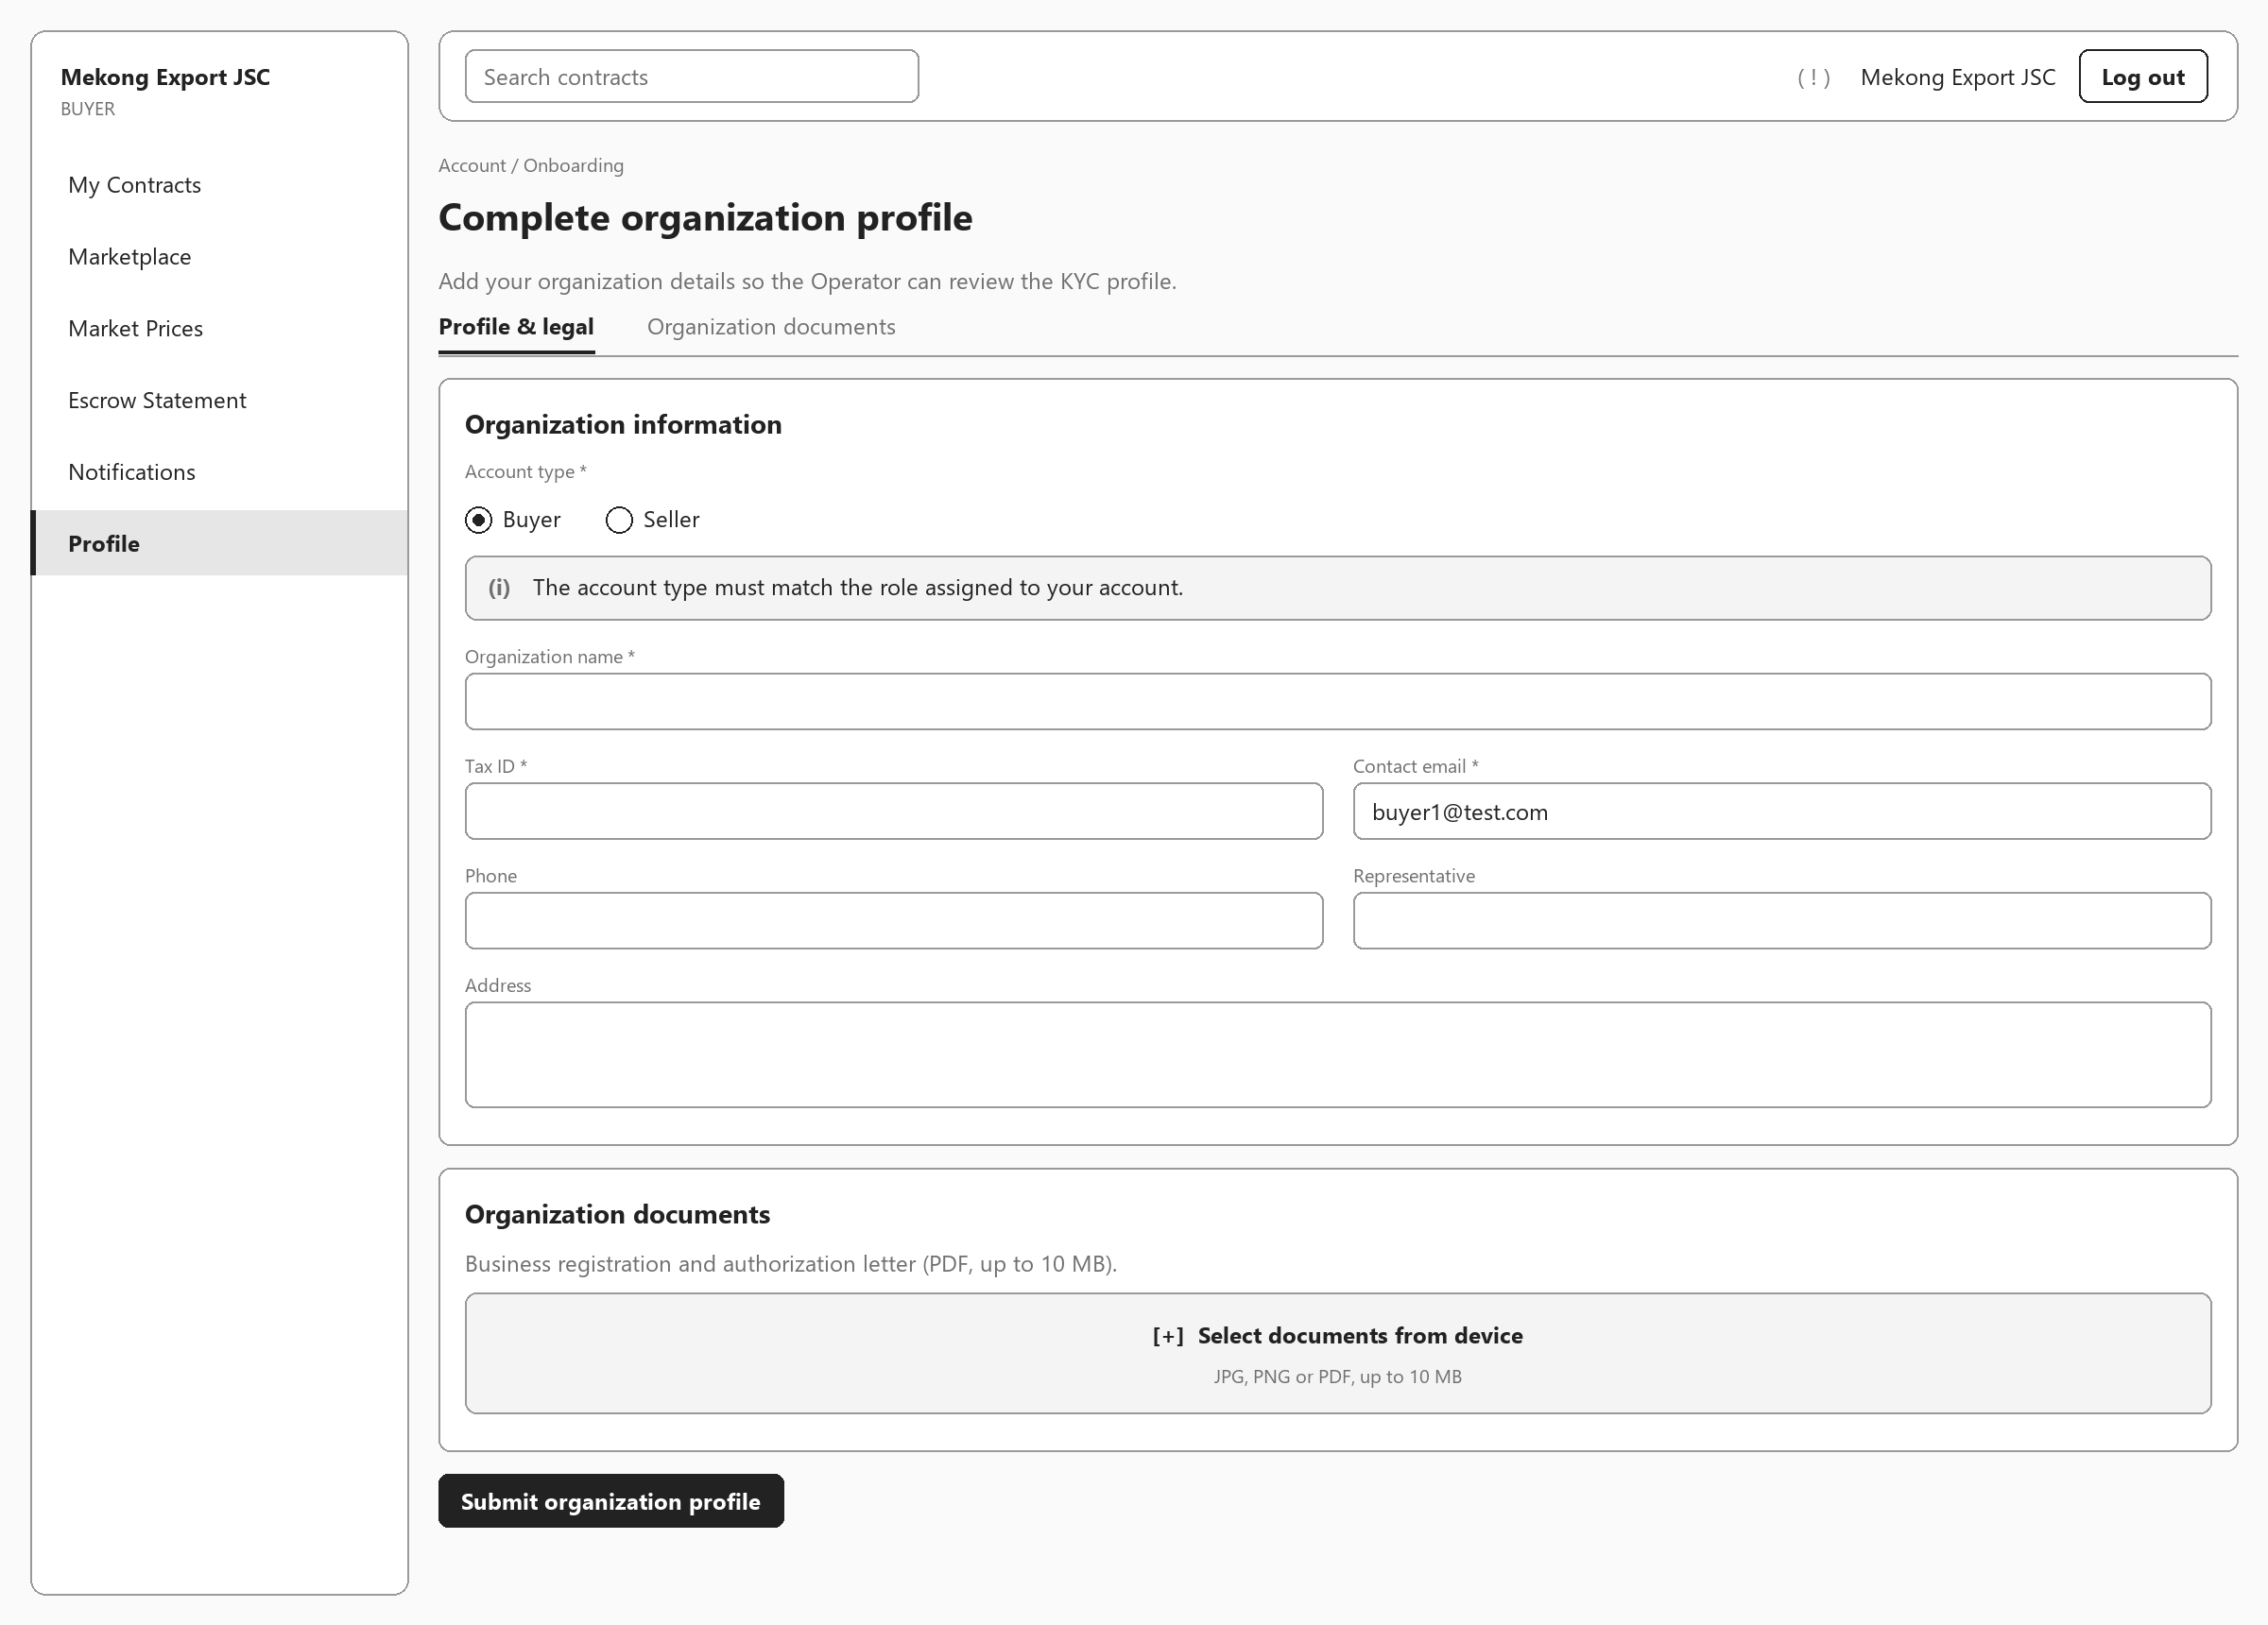 Mekong Export JSC
BUYER
My Contracts
Marketplace
Market Prices
Escrow Statement
Notifications
Profile
Search contracts
( ! ) Mekong Export JSC Log out
Account / Onboarding
Complete organization profile
Add your organization details so the Operator can review the KYC profile.
Profile & legal Organization documents
Organization information
Account type *
Buyer Seller
(i) The account type must match the role assigned to your account.
Organization name *
Tax ID * Contact email *
buyer1@test.com
Phone Representative
Address
Organization documents
Business registration and authorization letter (PDF, up to 10 MB).
[+] Select documents from device
JPG, PNG or PDF, up to 10 MB
Submit organization profile